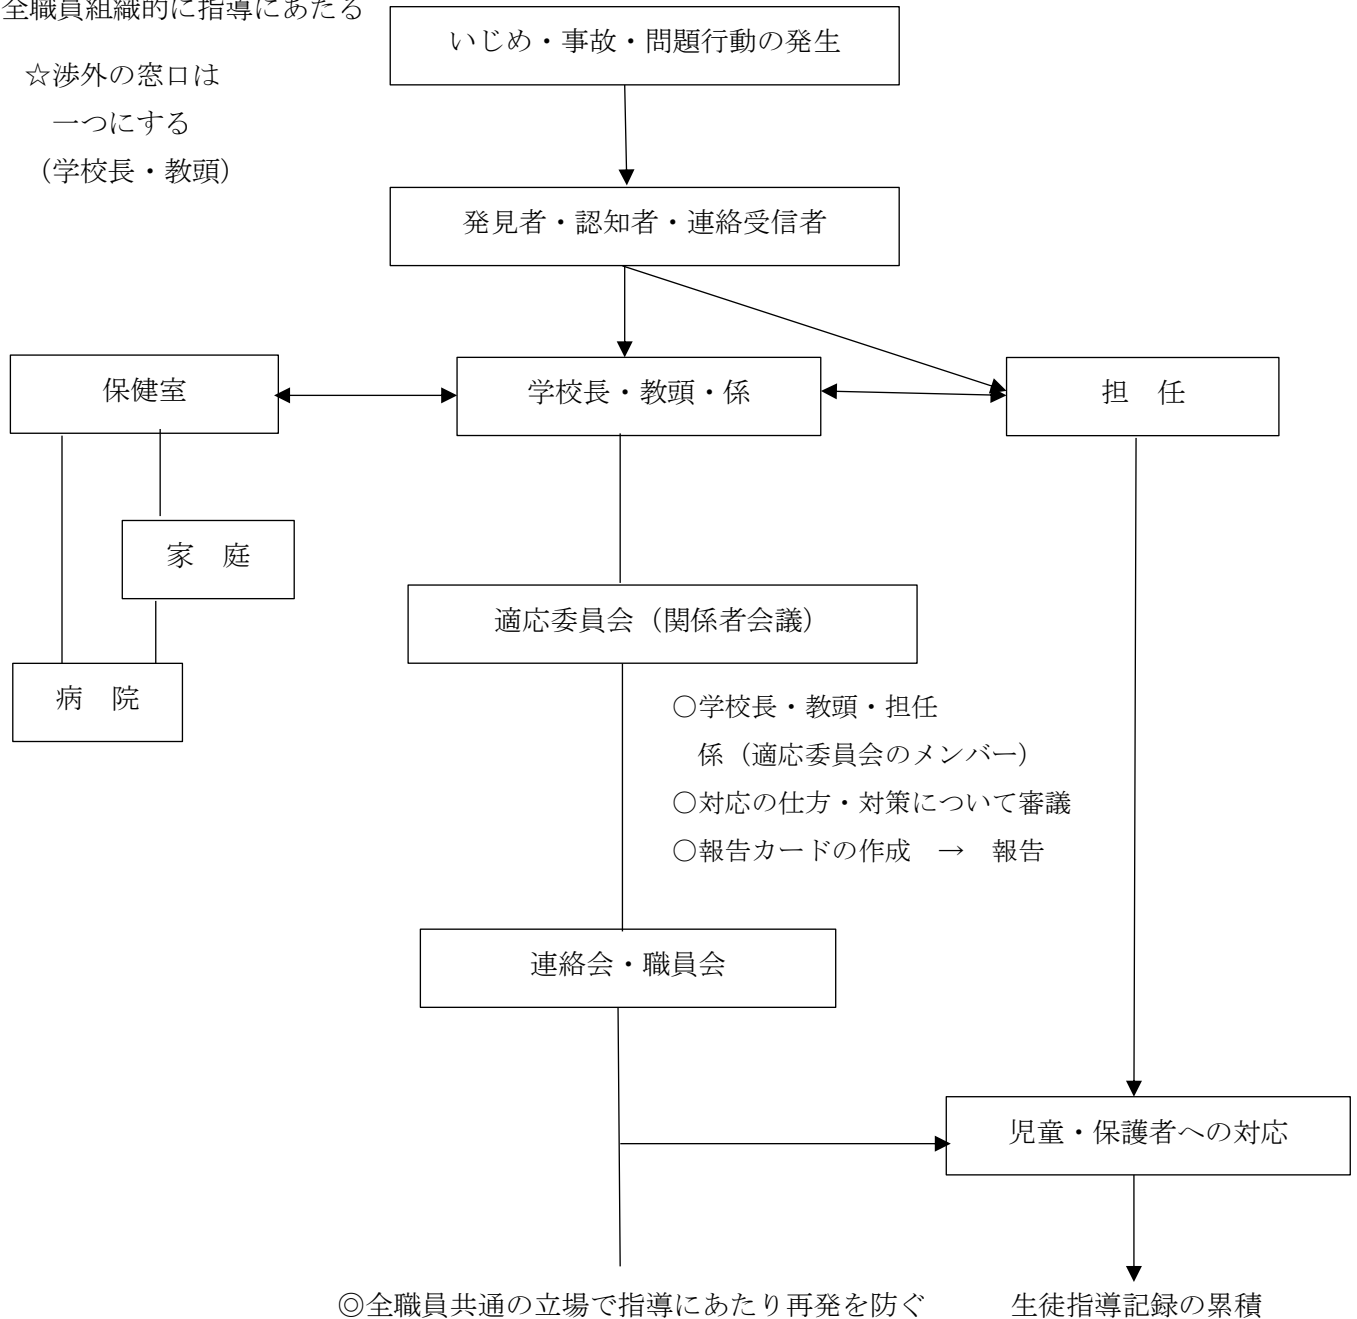 全職員組織的に指導にあたる
いじめ・事故・問題行動の発生
☆渉外の窓口は
一つにする
（学校長・教頭）
発見者・認知者・連絡受信者
保健室
学校長・教頭・係
担　任
家　庭
適応委員会（関係者会議）
病　院
○学校長・教頭・担任
係（適応委員会のメンバー）
○対応の仕方・対策について審議
○報告カードの作成　→　報告
連絡会・職員会
児童・保護者への対応
◎全職員共通の立場で指導にあたり再発を防ぐ
生徒指導記録の累積